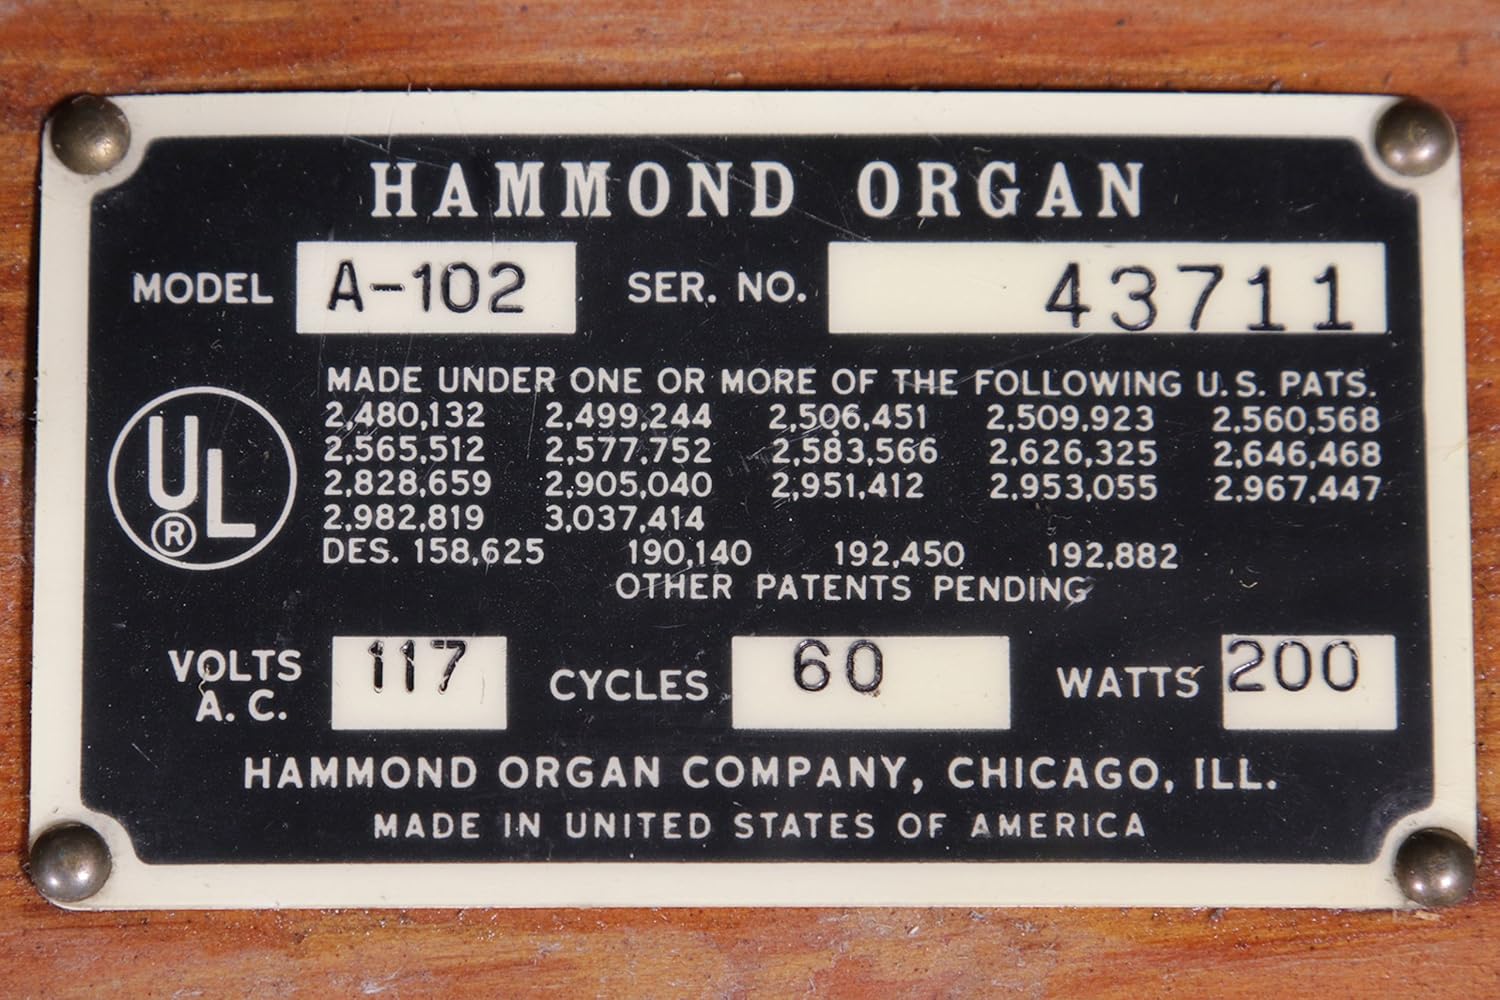 HAMMOND ORGAN
MODEL A-102 SER. NO. 43711
MADE UNDER ONE OR MORE OF THE FOLLOWING U.S. PATS.
2,480,132 2,499,244 2,506,451 2,509,923 2,560,568
2,565,512 2,577,752 2,583,566 2,626,325 2,646,468
2,828,659 2,905,040 2,951,412 2,953,055 2,967,447
2,982,819 3,037,414
DES. 158,625 190,140 192,450 192,882
OTHER PATENTS PENDING
UL
®
VOLTS A.C. 117 CYCLES 60 WATTS 200
HAMMOND ORGAN COMPANY, CHICAGO, ILL.
MADE IN UNITED STATES OF AMERICA